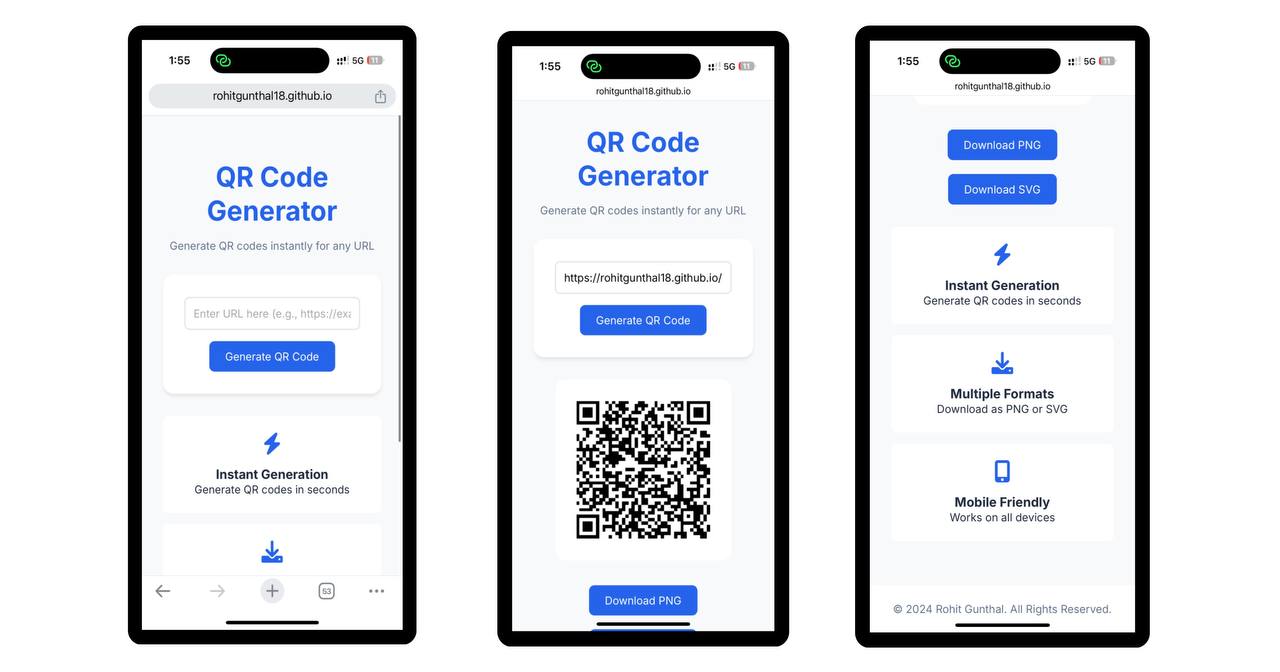 1:55
5G
11
rohitgunthal18.github.io
QR Code
Generator
Generate QR codes instantly for any URL
Enter URL here (e.g., https://exa
Generate QR Code
Instant Generation
Generate QR codes in seconds
53
1:55
5G
11
rohitgunthal18.github.io
QR Code
Generator
Generate QR codes instantly for any URL
https://rohitgunthal18.github.io/
Generate QR Code
Download PNG
1:55
5G
11
rohitgunthal18.github.io
Download PNG
Download SVG
Instant Generation
Generate QR codes in seconds
Multiple Formats
Download as PNG or SVG
Mobile Friendly
Works on all devices
© 2024 Rohit Gunthal. All Rights Reserved.